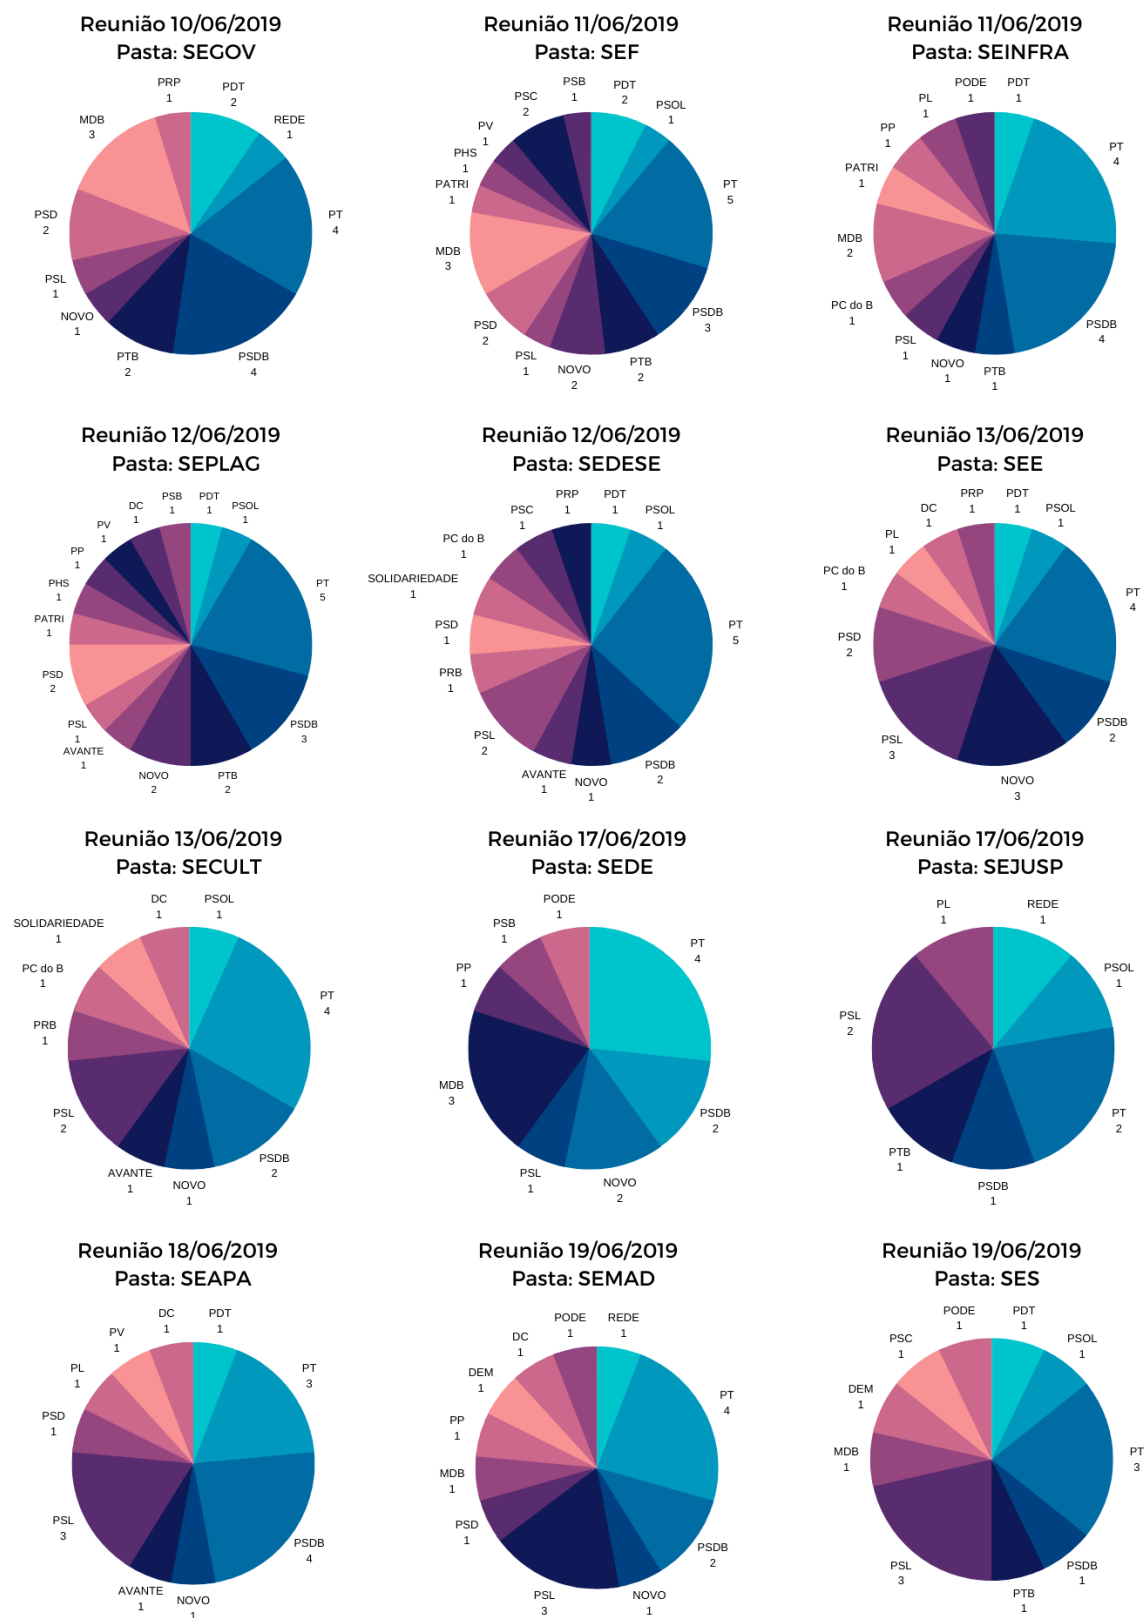 Reunião 10/06/2019
Pasta: SEGOV
PRP
1
PDT
2
REDE
1
PT
4
PSDB
4
PTB
2
NOVO
1
PSL
1
PSD
2
MDB
3
Reunião 11/06/2019
Pasta: SEF
PSB
1
PDT
2
PSOL
1
PT
5
PSDB
3
PTB
2
NOVO
2
PSL
1
PSD
2
MDB
3
PATRI
1
PHS
1
PV
1
PSC
2
Reunião 11/06/2019
Pasta: SEINFRA
PODE
1
PDT
1
PT
4
PSDB
4
PTB
1
NOVO
1
PSL
1
PC do B
1
MDB
2
PATRI
1
PP
1
PL
1
Reunião 12/06/2019
Pasta: SEPLAG
PSB
1
PDT
1
PSOL
1
PT
5
PSDB
3
PTB
2
NOVO
2
AVANTE
1
PSL
1
PSD
2
PATRI
1
PHS
1
PP
1
PV
1
DC
1
Reunião 12/06/2019
Pasta: SEDESE
PRP
1
PDT
1
PSOL
1
PT
5
PSDB
2
NOVO
1
AVANTE
1
PSL
2
PRB
1
PSD
1
SOLIDARIEDADE
1
PC do B
1
PSC
1
Reunião 13/06/2019
Pasta: SEE
PRP
1
PDT
1
PSOL
1
PT
4
PSDB
2
NOVO
3
PSL
3
PSD
2
PC do B
1
PL
1
DC
1
Reunião 13/06/2019
Pasta: SECULT
DC
1
PSOL
1
PT
4
PSDB
2
NOVO
1
AVANTE
1
PSL
2
PRB
1
PC do B
1
SOLIDARIEDADE
1
Reunião 17/06/2019
Pasta: SEDE
PODE
1
PT
4
PSDB
2
NOVO
2
PSL
1
MDB
3
PP
1
PSB
1
Reunião 17/06/2019
Pasta: SEJUSP
PL
1
REDE
1
PSOL
1
PT
2
PSDB
1
PTB
1
PSL
2
Reunião 18/06/2019
Pasta: SEAPA
DC
1
PDT
1
PT
3
PSDB
4
NOVO
1
AVANTE
1
PSL
3
PSD
1
PL
1
PV
1
Reunião 19/06/2019
Pasta: SEMAD
PODE
1
REDE
1
PT
4
PSDB
2
NOVO
1
PSL
3
PSD
1
MDB
1
PP
1
DEM
1
DC
1
Reunião 19/06/2019
Pasta: SES
PODE
1
PDT
1
PSOL
1
PT
3
PSDB
1
PTB
1
PSL
3
MDB
1
DEM
1
PSC
1